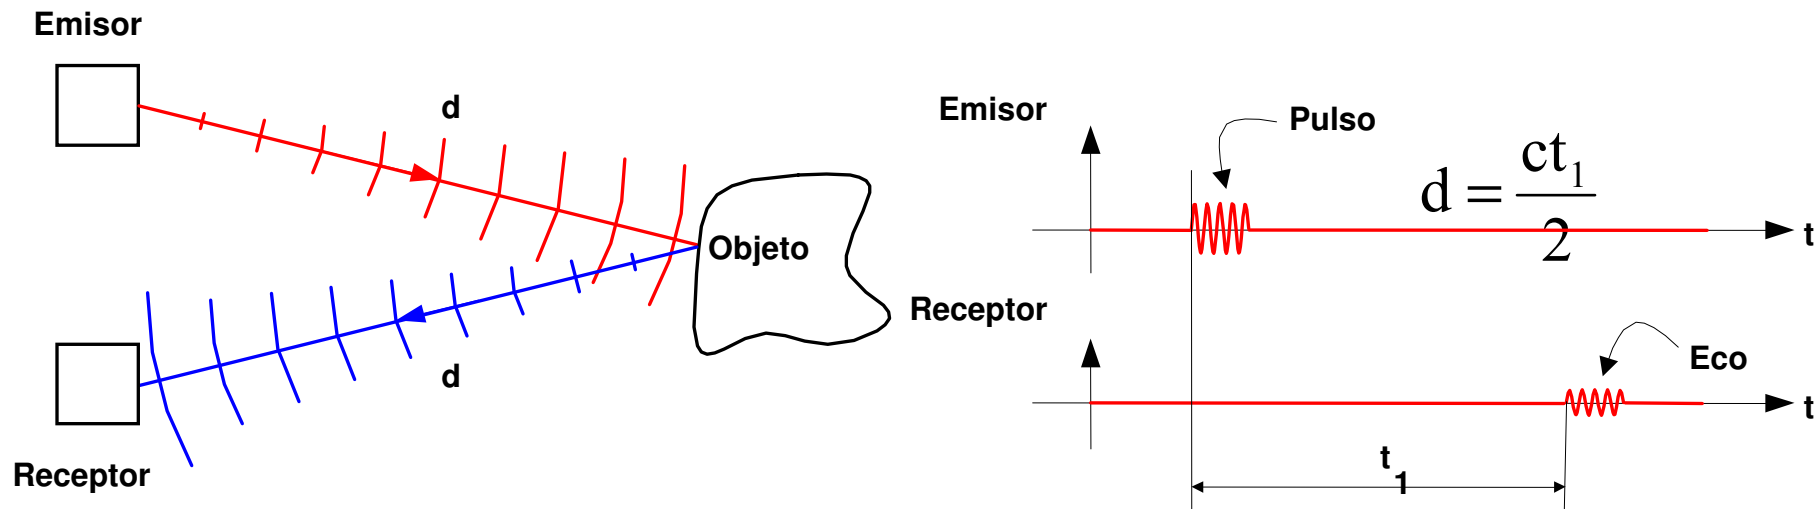 Emisor
d
Objeto
d
Receptor
Emisor
Pulso
d = ct₁ / 2
t
Receptor
Eco
t
t₁